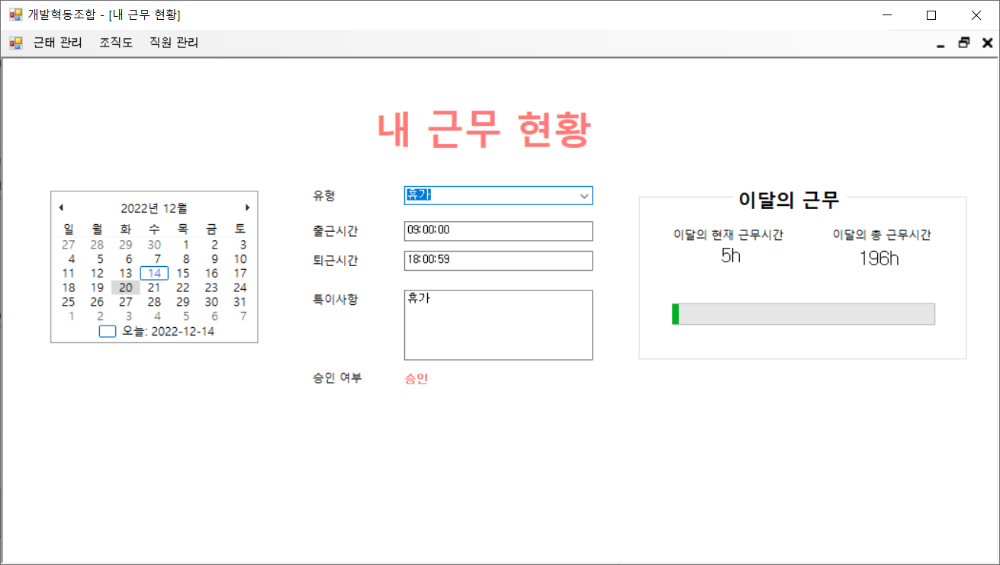 개발혁동조합 - [내 근무 현황]
근태 관리 조직도 직원 관리
내 근무 현황
2022년 12월
일 월 화 수 목 금 토
27 28 29 30 1 2 3
4 5 6 7 8 9 10
11 12 13 14 15 16 17
18 19 20 21 22 23 24
25 26 27 28 29 30 31
1 2 3 4 5 6 7
오늘: 2022-12-14
유형 휴가
출근시간 09:00:00
퇴근시간 18:00:59
특이사항 휴가
승인 여부 승인
이달의 근무
이달의 현재 근무시간 이달의 총 근무시간
5h 196h